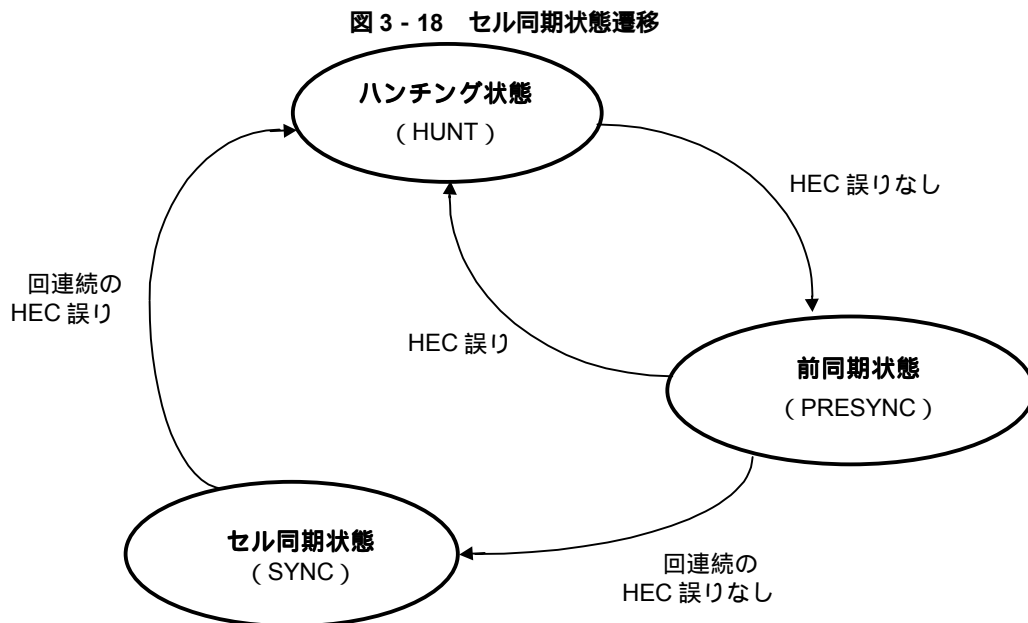 図 3 - 18　セル同期状態遷移
ハンチング状態
（ HUNT ）
HEC 誤りなし
回連続の
HEC 誤り
HEC 誤り
前同期状態
（ PRESYNC ）
セル同期状態
（ SYNC ）
回連続の
HEC 誤りなし